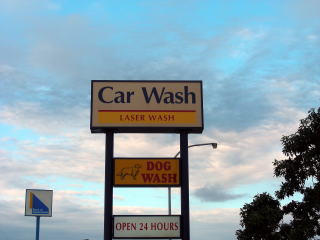 Car Wash
LASER WASH
DOG
WASH
OPEN 24 HOURS